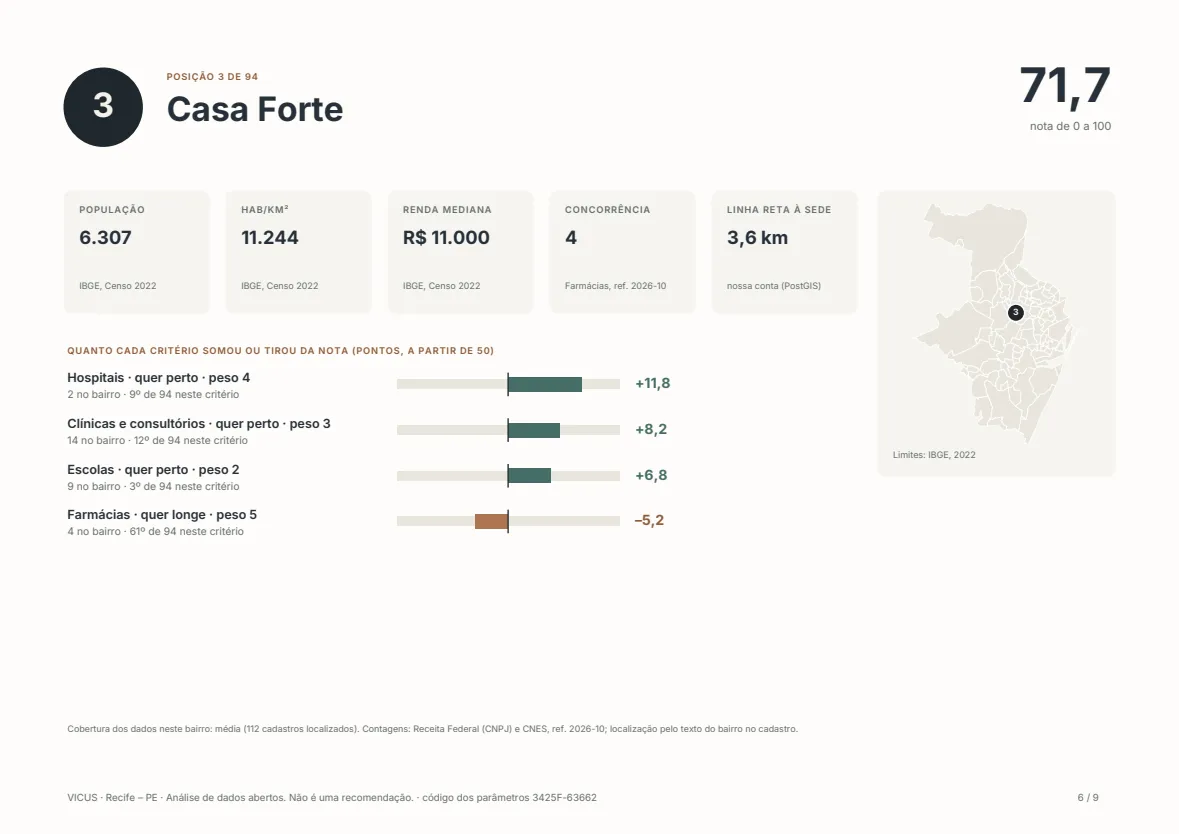 3
POSIÇÃO 3 DE 94
Casa Forte
71,7
nota de 0 a 100
POPULAÇÃO
6.307
IBGE, Censo 2022
HAB/KM²
11.244
IBGE, Censo 2022
RENDA MEDIANA
R$ 11.000
IBGE, Censo 2022
CONCORRÊNCIA
4
Farmácias, ref. 2026-10
LINHA RETA À SEDE
3,6 km
nossa conta (PostGIS)
3
Limites: IBGE, 2022
QUANTO CADA CRITÉRIO SOMOU OU TIROU DA NOTA (PONTOS, A PARTIR DE 50)
Hospitais · quer perto · peso 4
2 no bairro · 9º de 94 neste critério
+11,8
Clínicas e consultórios · quer perto · peso 3
14 no bairro · 12º de 94 neste critério
+8,2
Escolas · quer perto · peso 2
9 no bairro · 3º de 94 neste critério
+6,8
Farmácias · quer longe · peso 5
4 no bairro · 61º de 94 neste critério
–5,2
Cobertura dos dados neste bairro: média (112 cadastros localizados). Contagens: Receita Federal (CNPJ) e CNES, ref. 2026-10; localização pelo texto do bairro no cadastro.
VICUS · Recife – PE · Análise de dados abertos. Não é uma recomendação. · código dos parâmetros 3425F-63662
6 / 9